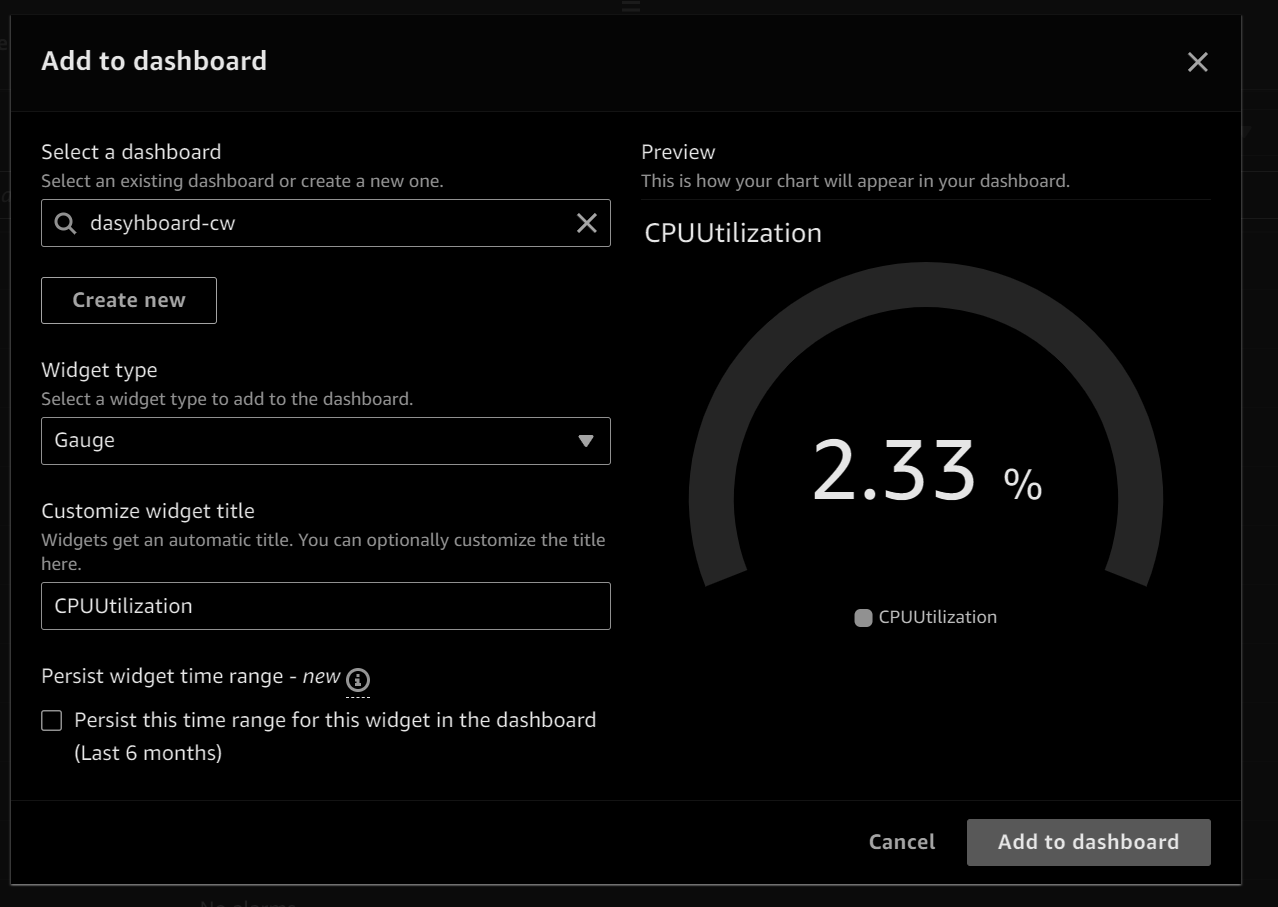 Add to dashboard
Select a dashboard
Select an existing dashboard or create a new one.
dasyhboard-cw
Create new
Widget type
Select a widget type to add to the dashboard.
Gauge
Customize widget title
Widgets get an automatic title. You can optionally customize the title
here.
CPUUtilization
Persist widget time range - new
Persist this time range for this widget in the dashboard
(Last 6 months)
Preview
This is how your chart will appear in your dashboard.
CPUUtilization
2.33 %
CPUUtilization
Cancel
Add to dashboard
No alarms